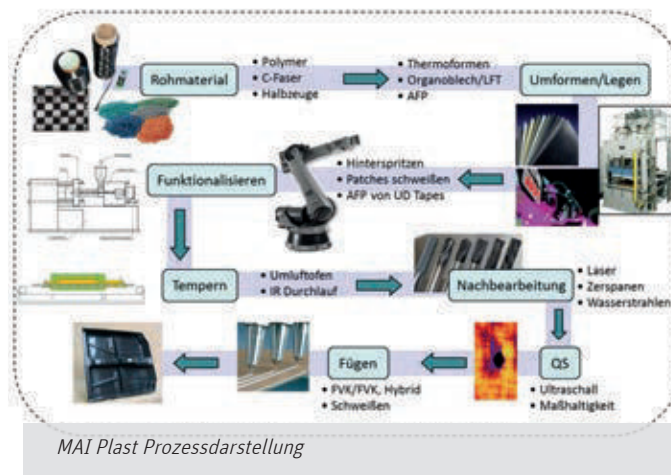 Rohmaterial
• Polymer
• C-Faser
• Halbzeuge
• Thermoformen
• Organoblech/LFT
• AFP
Umformen/Legen
Funktionalisieren
• Hinterspritzen
• Patches schweißen
• AFP von UD Tapes
Tempern
• Umluftofen
• IR Durchlauf
Nachbearbeitung
• Laser
• Zerspanen
• Wasserstrahlen
Fügen
• FVK/FVK, Hybrid
• Schweißen
QS
• Ultraschall
• Maßhaltigkeit
MAI Plast Prozessdarstellung